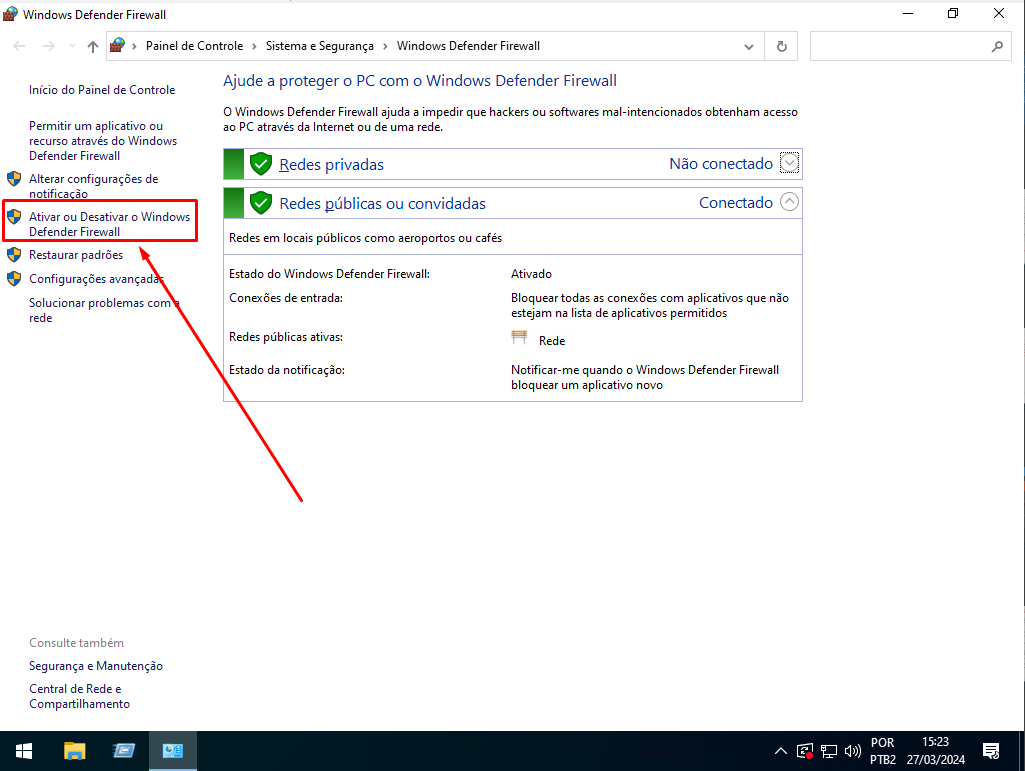 Windows Defender Firewall
Painel de Controle
Sistema e Segurança
Windows Defender Firewall
Início do Painel de Controle
Permitir um aplicativo ou
recurso através do Windows
Defender Firewall
Alterar configurações de
notificação
Ativar ou Desativar o Windows
Defender Firewall
Restaurar padrões
Configurações avançadas
Solucionar problemas com a
rede
Ajude a proteger o PC com o Windows Defender Firewall
O Windows Defender Firewall ajuda a impedir que hackers ou softwares mal-intencionados obtenham acesso
ao PC através da Internet ou de uma rede.
Redes privadas
Não conectado
Redes públicas ou convidadas
Conectado
Redes em locais públicos como aeroportos ou cafés
Estado do Windows Defender Firewall:
Ativado
Conexões de entrada:
Bloquear todas as conexões com aplicativos que não
estejam na lista de aplicativos permitidos
Redes públicas ativas:
Rede
Estado da notificação:
Notificar-me quando o Windows Defender Firewall
bloquear um aplicativo novo
Consulte também
Segurança e Manutenção
Central de Rede e
Compartilhamento
POR
PTB2
15:23
27/03/2024